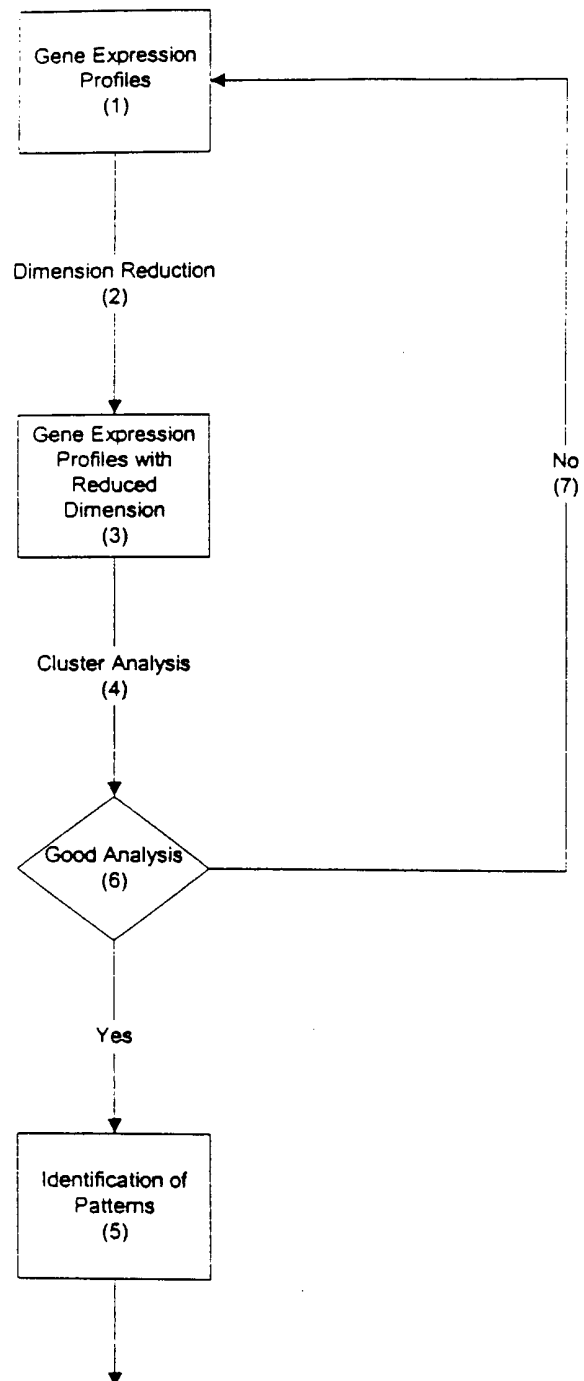 Gene Expression
Profiles
(1)
Dimension Reduction
(2)
Gene Expression
Profiles with
Reduced
Dimension
(3)
No
(7)
Cluster Analysis
(4)
Good Analysis
(6)
Yes
Identification of
Patterns
(5)